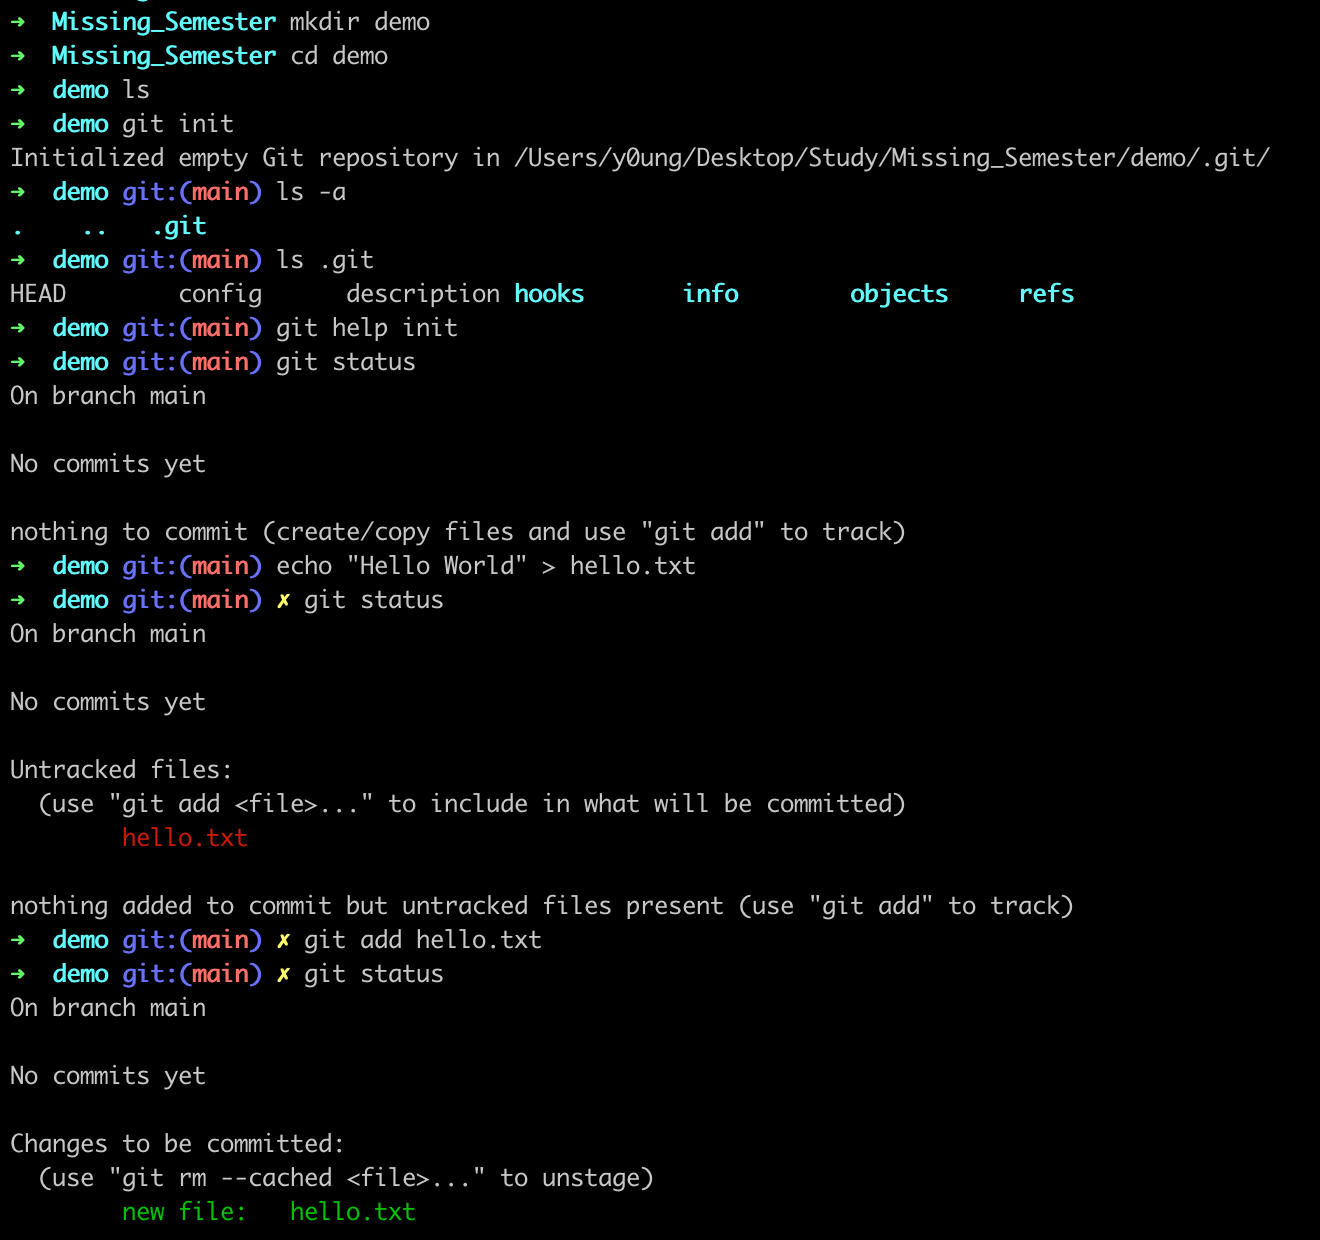 ➜  Missing_Semester mkdir demo
➜  Missing_Semester cd demo
➜  demo ls
➜  demo git init
Initialized empty Git repository in /Users/y0ung/Desktop/Study/Missing_Semester/demo/.git/
➜  demo git:(main) ls -a
.    ..   .git
➜  demo git:(main) ls .git
HEAD        config      description hooks       info        objects     refs
➜  demo git:(main) git help init
➜  demo git:(main) git status
On branch main

No commits yet

nothing to commit (create/copy files and use "git add" to track)
➜  demo git:(main) echo "Hello World" > hello.txt
➜  demo git:(main) ✗ git status
On branch main

No commits yet

Untracked files:
  (use "git add <file>..." to include in what will be committed)
        hello.txt

nothing added to commit but untracked files present (use "git add" to track)
➜  demo git:(main) ✗ git add hello.txt
➜  demo git:(main) ✗ git status
On branch main

No commits yet

Changes to be committed:
  (use "git rm --cached <file>..." to unstage)
        new file:   hello.txt